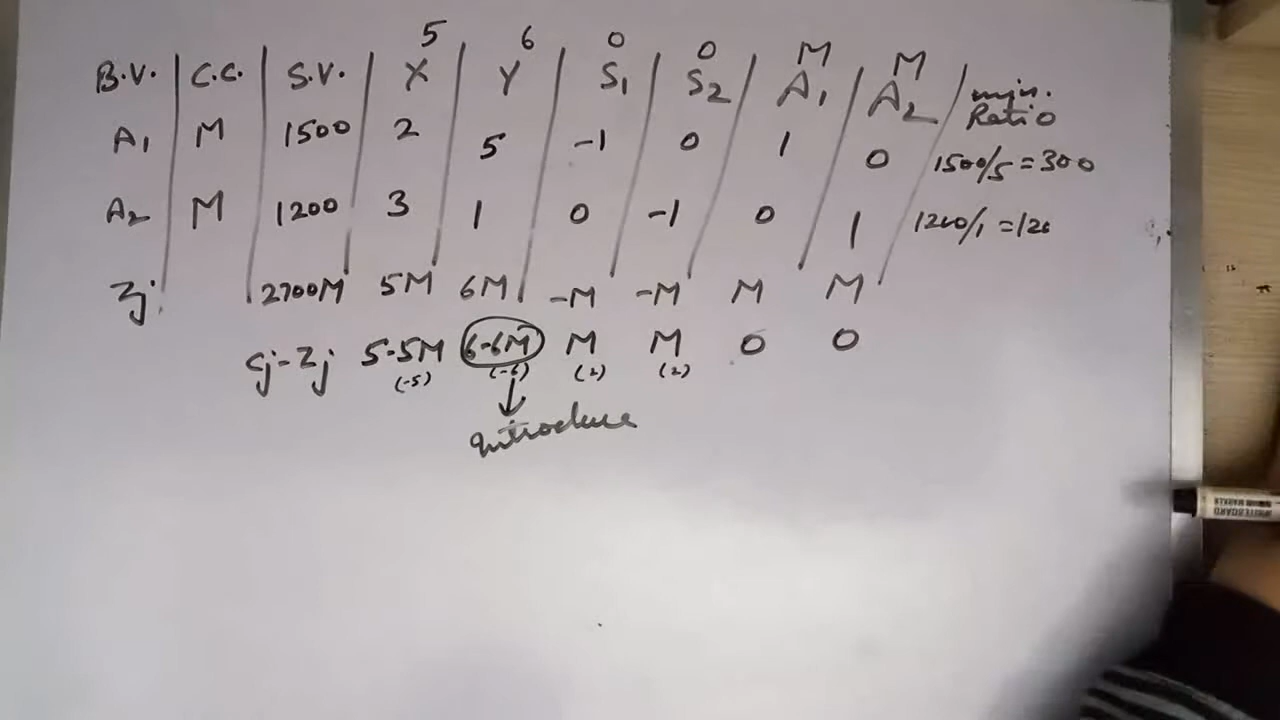 5 6 0 0 M M
B.V. C.C. S.V. X Y S1 S2 A1 A2 min. Ratio
A1 M 1500 2 5 -1 0 1 0 1500/5 = 300
A2 M 1200 3 1 0 -1 0 1 1200/1 = 120
Zj 2700M 5M 6M -M -M M M
Cj-Zj 5-5M 6-6M M M 0 0
(-5) (-6) (2) (2)
introduce
WHITEBOARD
MARKER